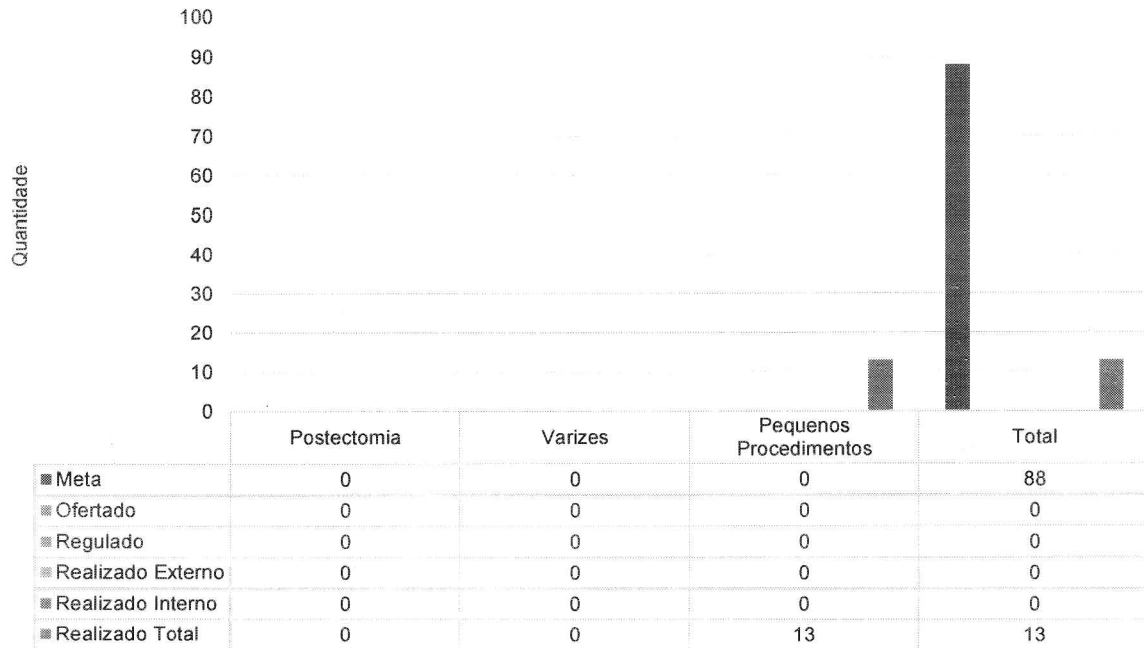 100
90
80
70
60
50
40
30
20
10
0
Quantidade
Postectomia Varizes Pequenos Procedimentos Total
Meta 0 0 0 88
Ofertado 0 0 0 0
Regulado 0 0 0 0
Realizado Externo 0 0 0 0
Realizado Interno 0 0 0 0
Realizado Total 0 0 13 13